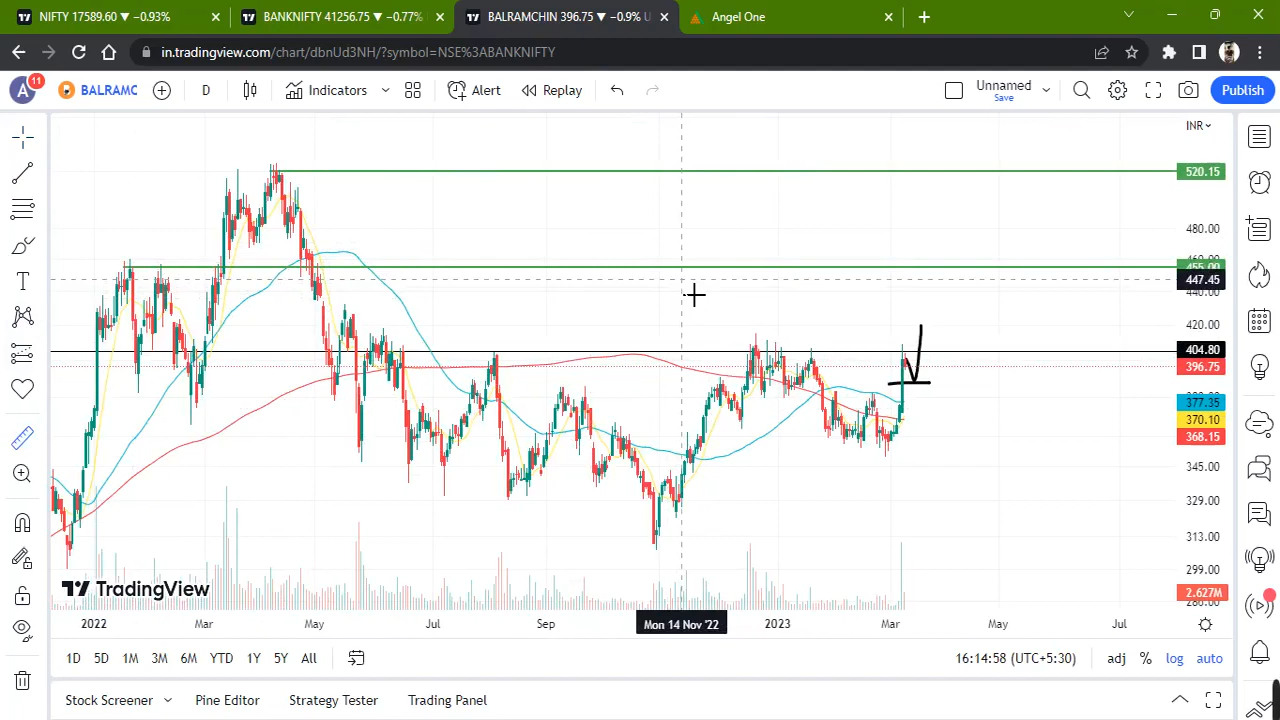 NIFTY 17589.60 ▼ −0.93%
BANKNIFTY 41256.75 ▼ −0.77%
BALRAMCHIN 396.75 ▼ −0.9% U
Angel One
in.tradingview.com/chart/dbnUd3NH/?symbol=NSE%3ABANKNIFTY
A
11
BALRAMC
D
Indicators
Alert
Replay
Unnamed
Save
Publish
INR
520.15
480.00
455.00
447.45
440.00
420.00
404.80
396.75
377.35
370.10
368.15
345.00
329.00
313.00
299.00
2.627M
TradingView
2022
Mar
May
Jul
Sep
Mon 14 Nov '22
2023
Mar
May
Jul
1D
5D
1M
3M
6M
YTD
1Y
5Y
All
16:14:58 (UTC+5:30)
adj
%
log
auto
Stock Screener
Pine Editor
Strategy Tester
Trading Panel